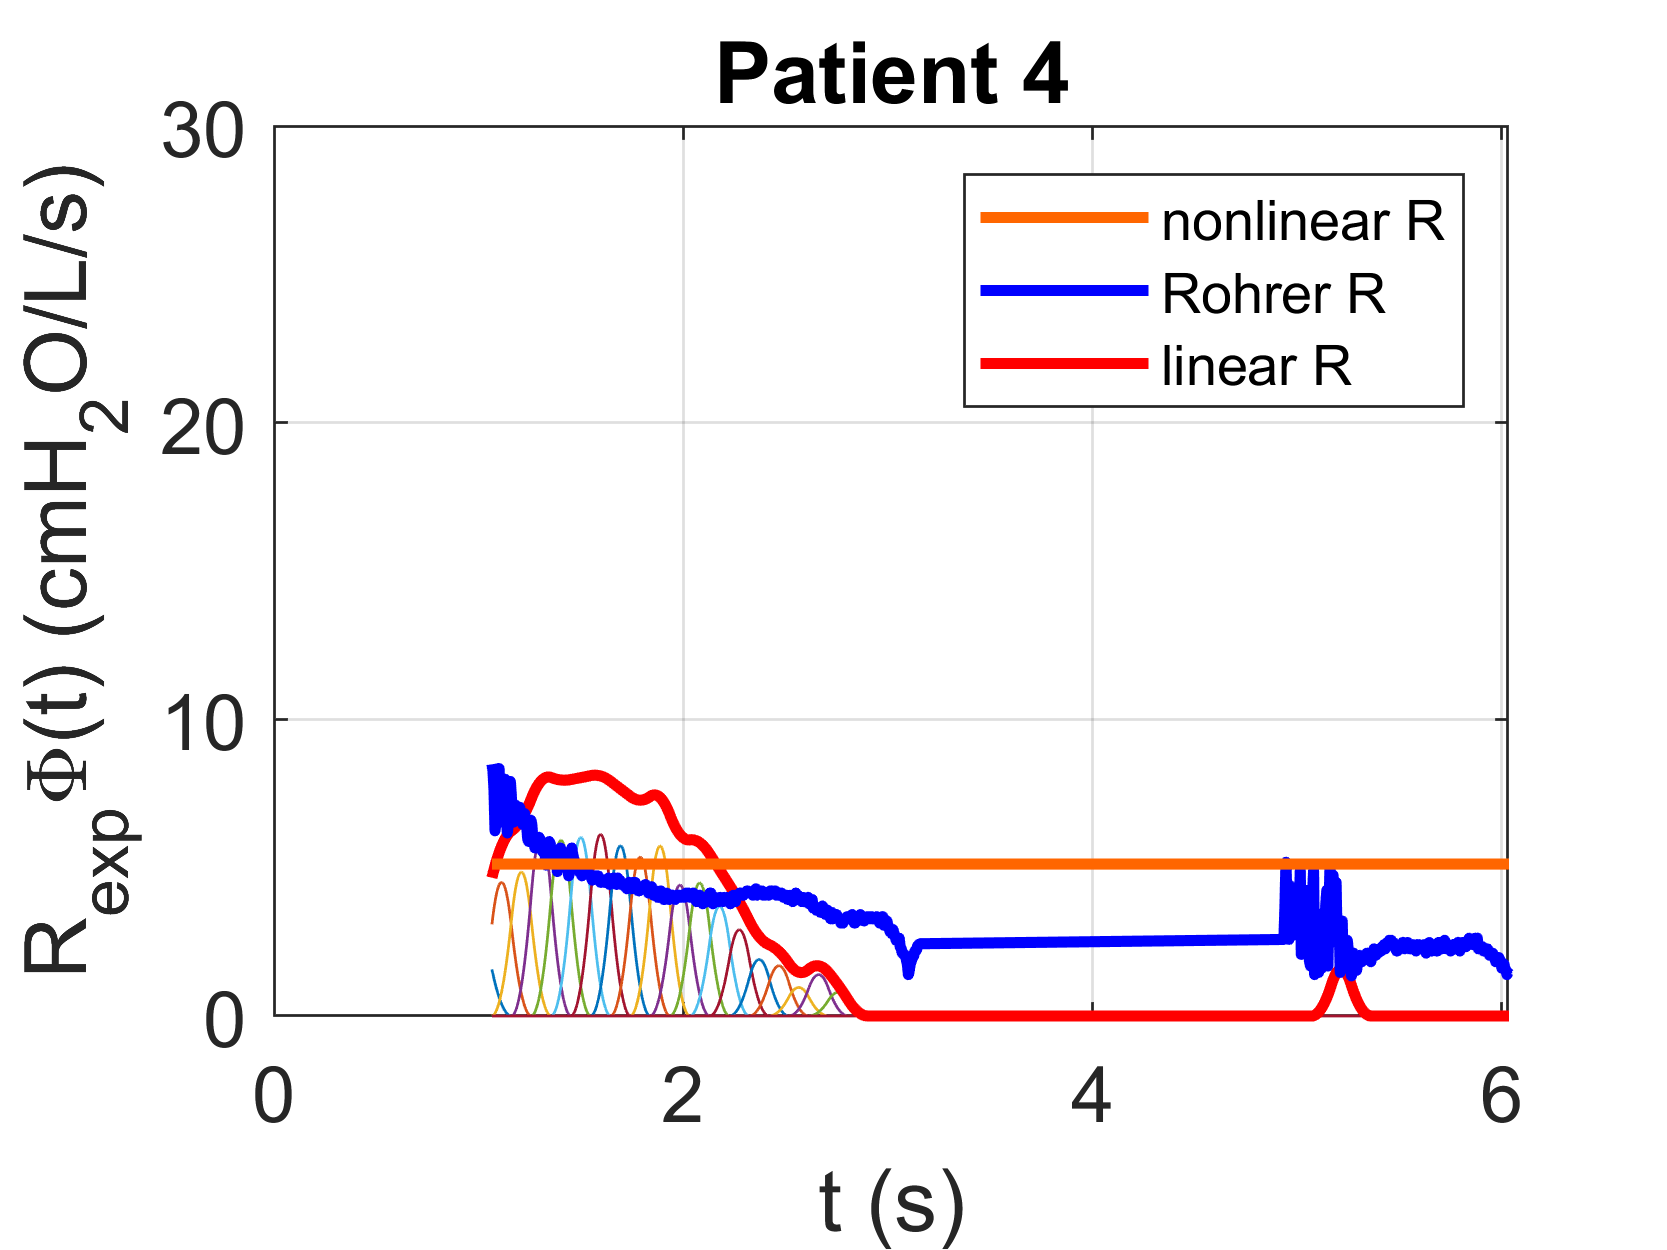 Patient 4
R_exp Φ(t) (cmH_2O/L/s)
30
20
10
0
0 2 4 6
t (s)
nonlinear R
Rohrer R
linear R